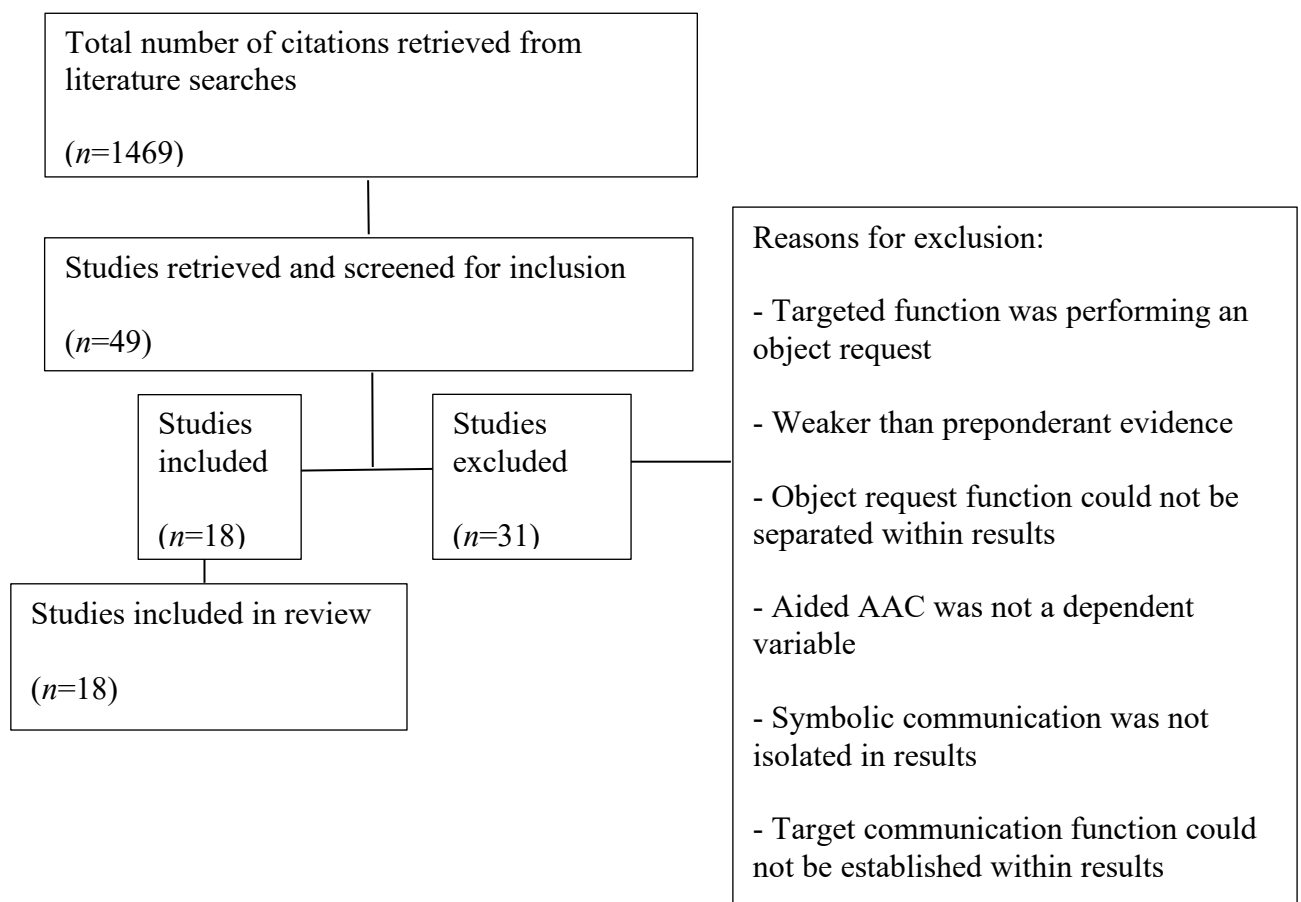 Total number of citations retrieved from
literature searches
(n=1469)
Studies retrieved and screened for inclusion
(n=49)
Studies
included
(n=18)
Studies
excluded
(n=31)
Studies included in review
(n=18)
Reasons for exclusion:
- Targeted function was performing an
object request
- Weaker than preponderant evidence
- Object request function could not be
separated within results
- Aided AAC was not a dependent
variable
- Symbolic communication was not
isolated in results
- Target communication function could
not be established within results